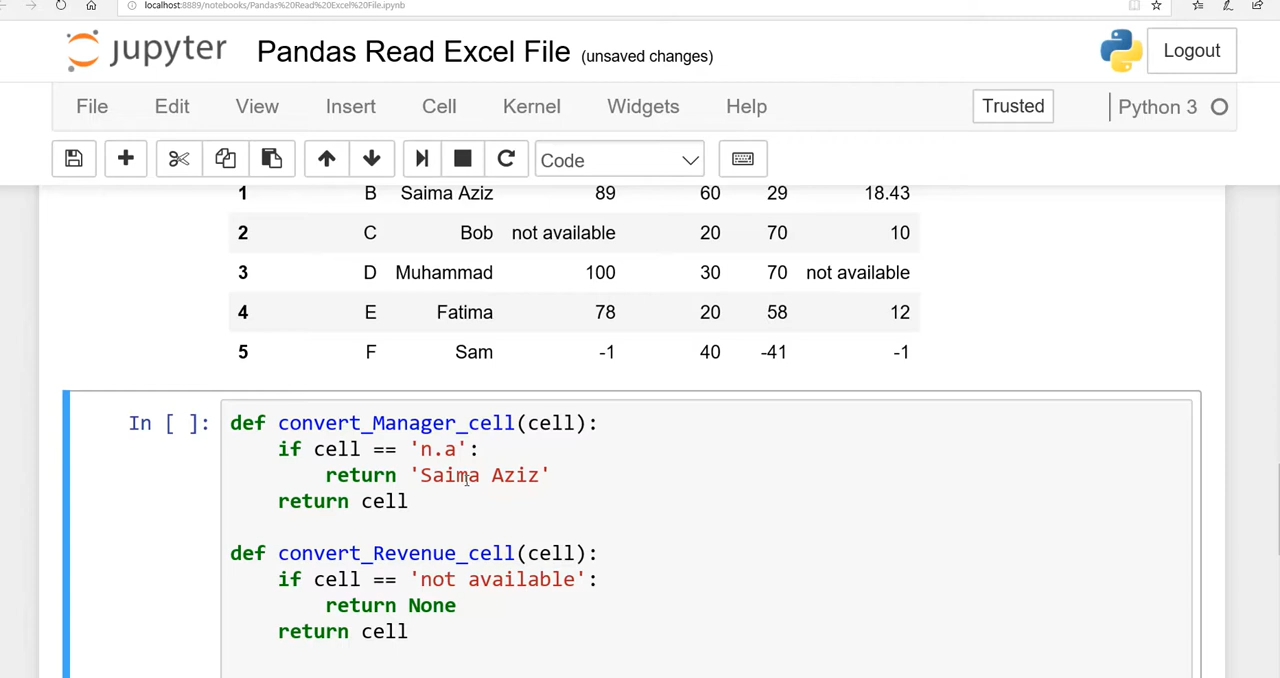 localhost:8889/notebooks/Pandas%20Read%20Excel%20File.ipynb
jupyter Pandas Read Excel File (unsaved changes) Logout
File Edit View Insert Cell Kernel Widgets Help Trusted Python 3
Code
1 B Saima Aziz 89 60 29 18.43
2 C Bob not available 20 70 10
3 D Muhammad 100 30 70 not available
4 E Fatima 78 20 58 12
5 F Sam -1 40 -41 -1
In [ ]: def convert_Manager_cell(cell):
if cell == 'n.a':
return 'Saima Aziz'
return cell
def convert_Revenue_cell(cell):
if cell == 'not available':
return None
return cell